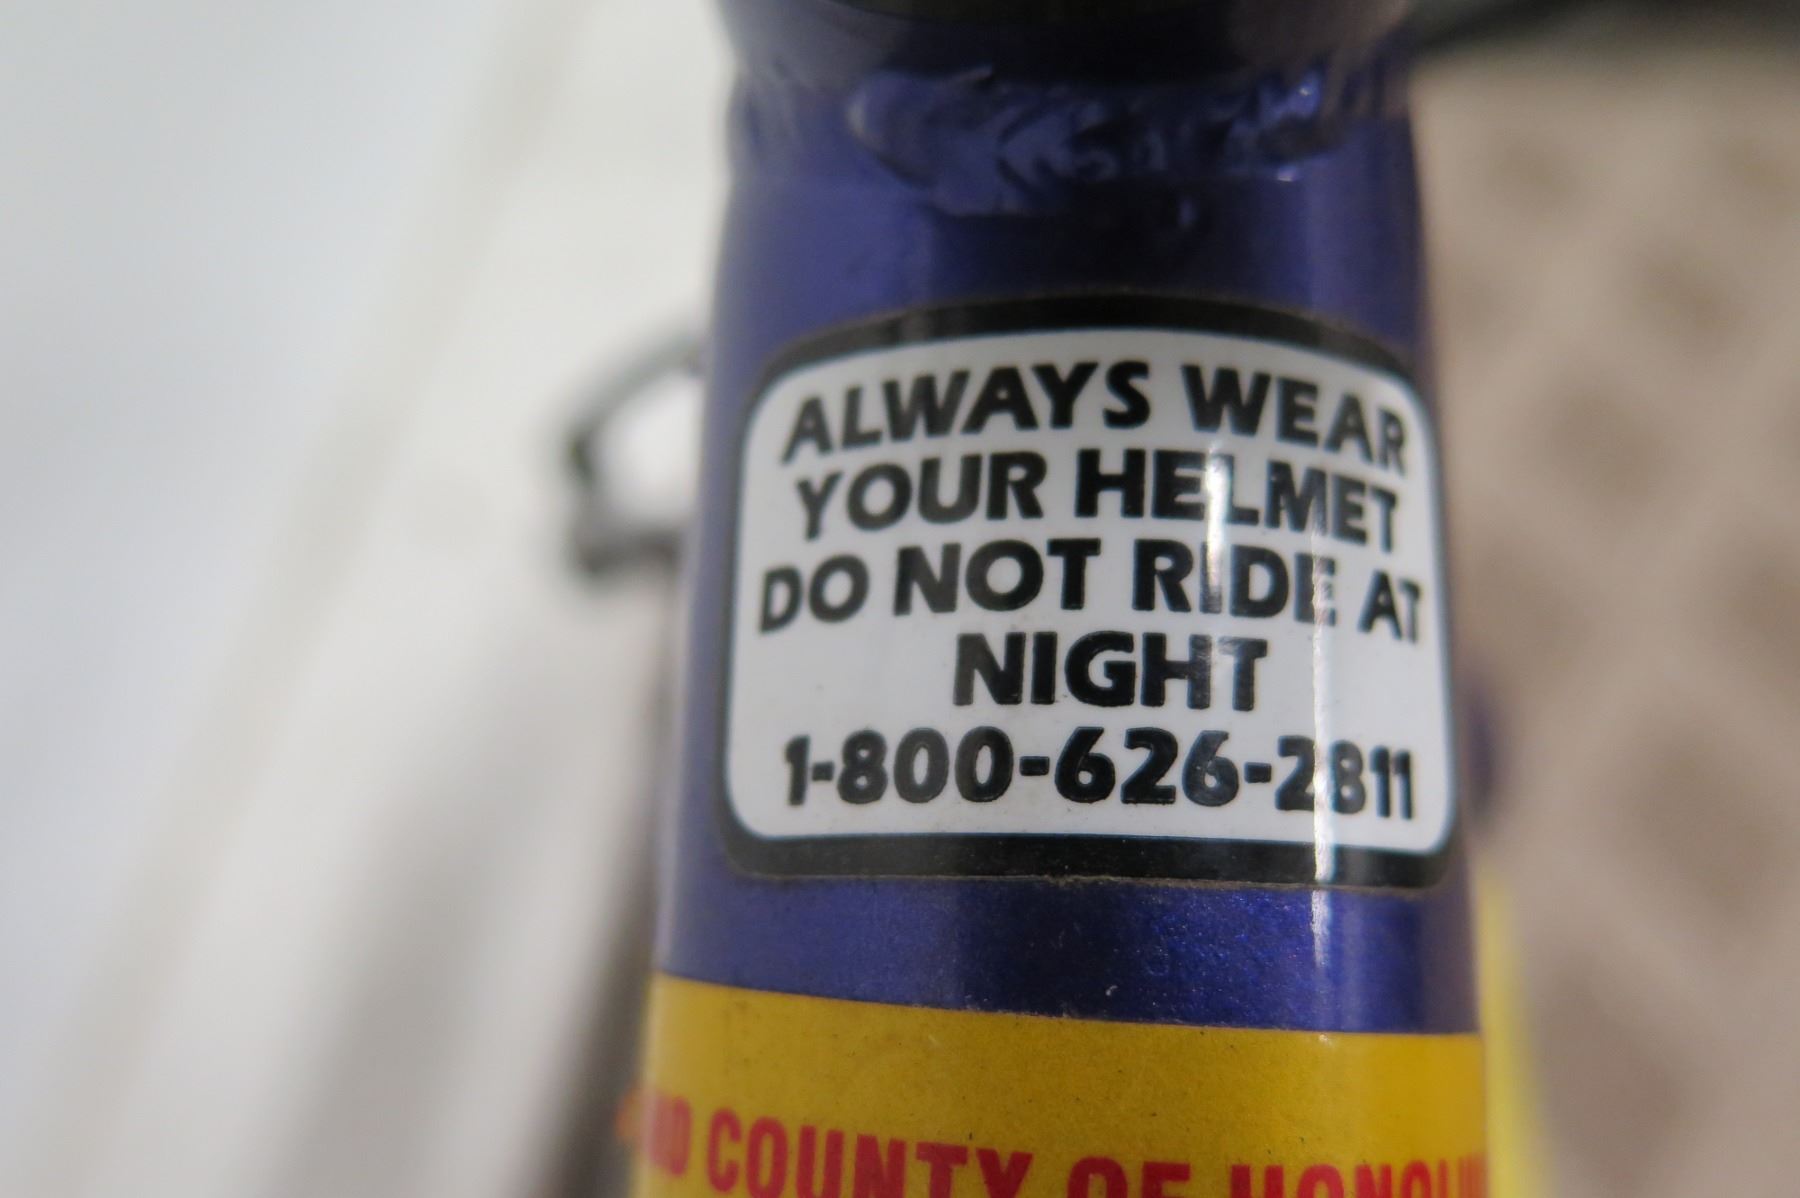 ALWAYS WEAR
YOUR HELMET
DO NOT RIDE AT
NIGHT
1-800-626-2811
COUNTY OF